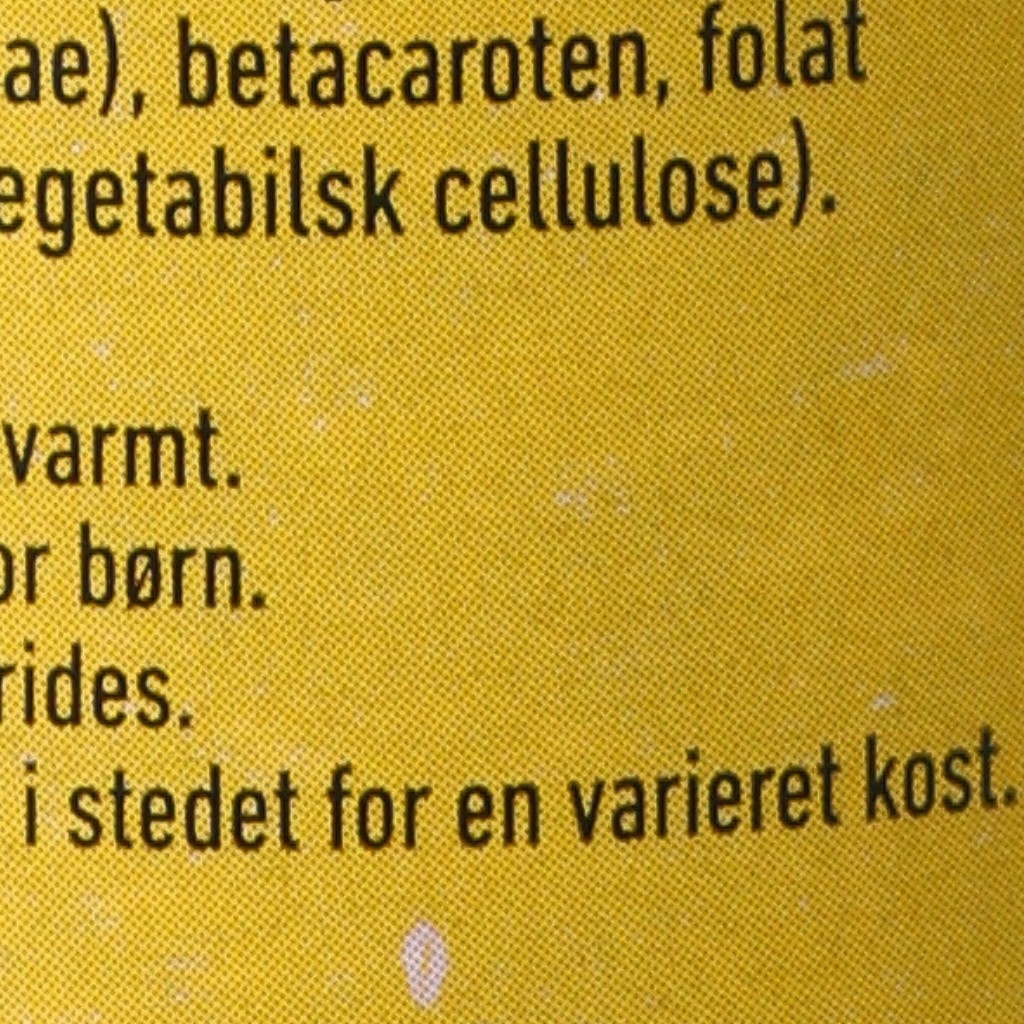 ae), betacaroten, folat
egetabilsk cellulose).
varmt.
or børn.
rides.
i stedet for en varieret kost.